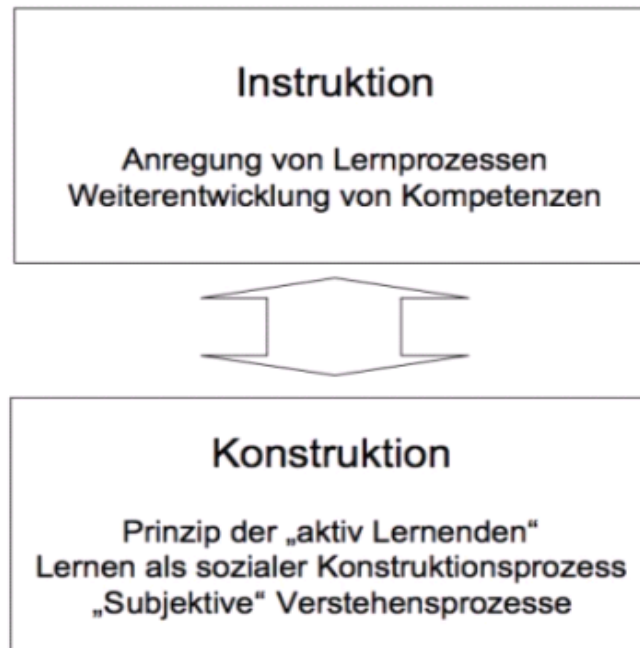 Instruktion
Anregung von Lernprozessen
Weiterentwicklung von Kompetenzen
Konstruktion
Prinzip der „aktiv Lernenden“
Lernen als sozialer Konstruktionsprozess
„Subjektive“ Verstehensprozesse